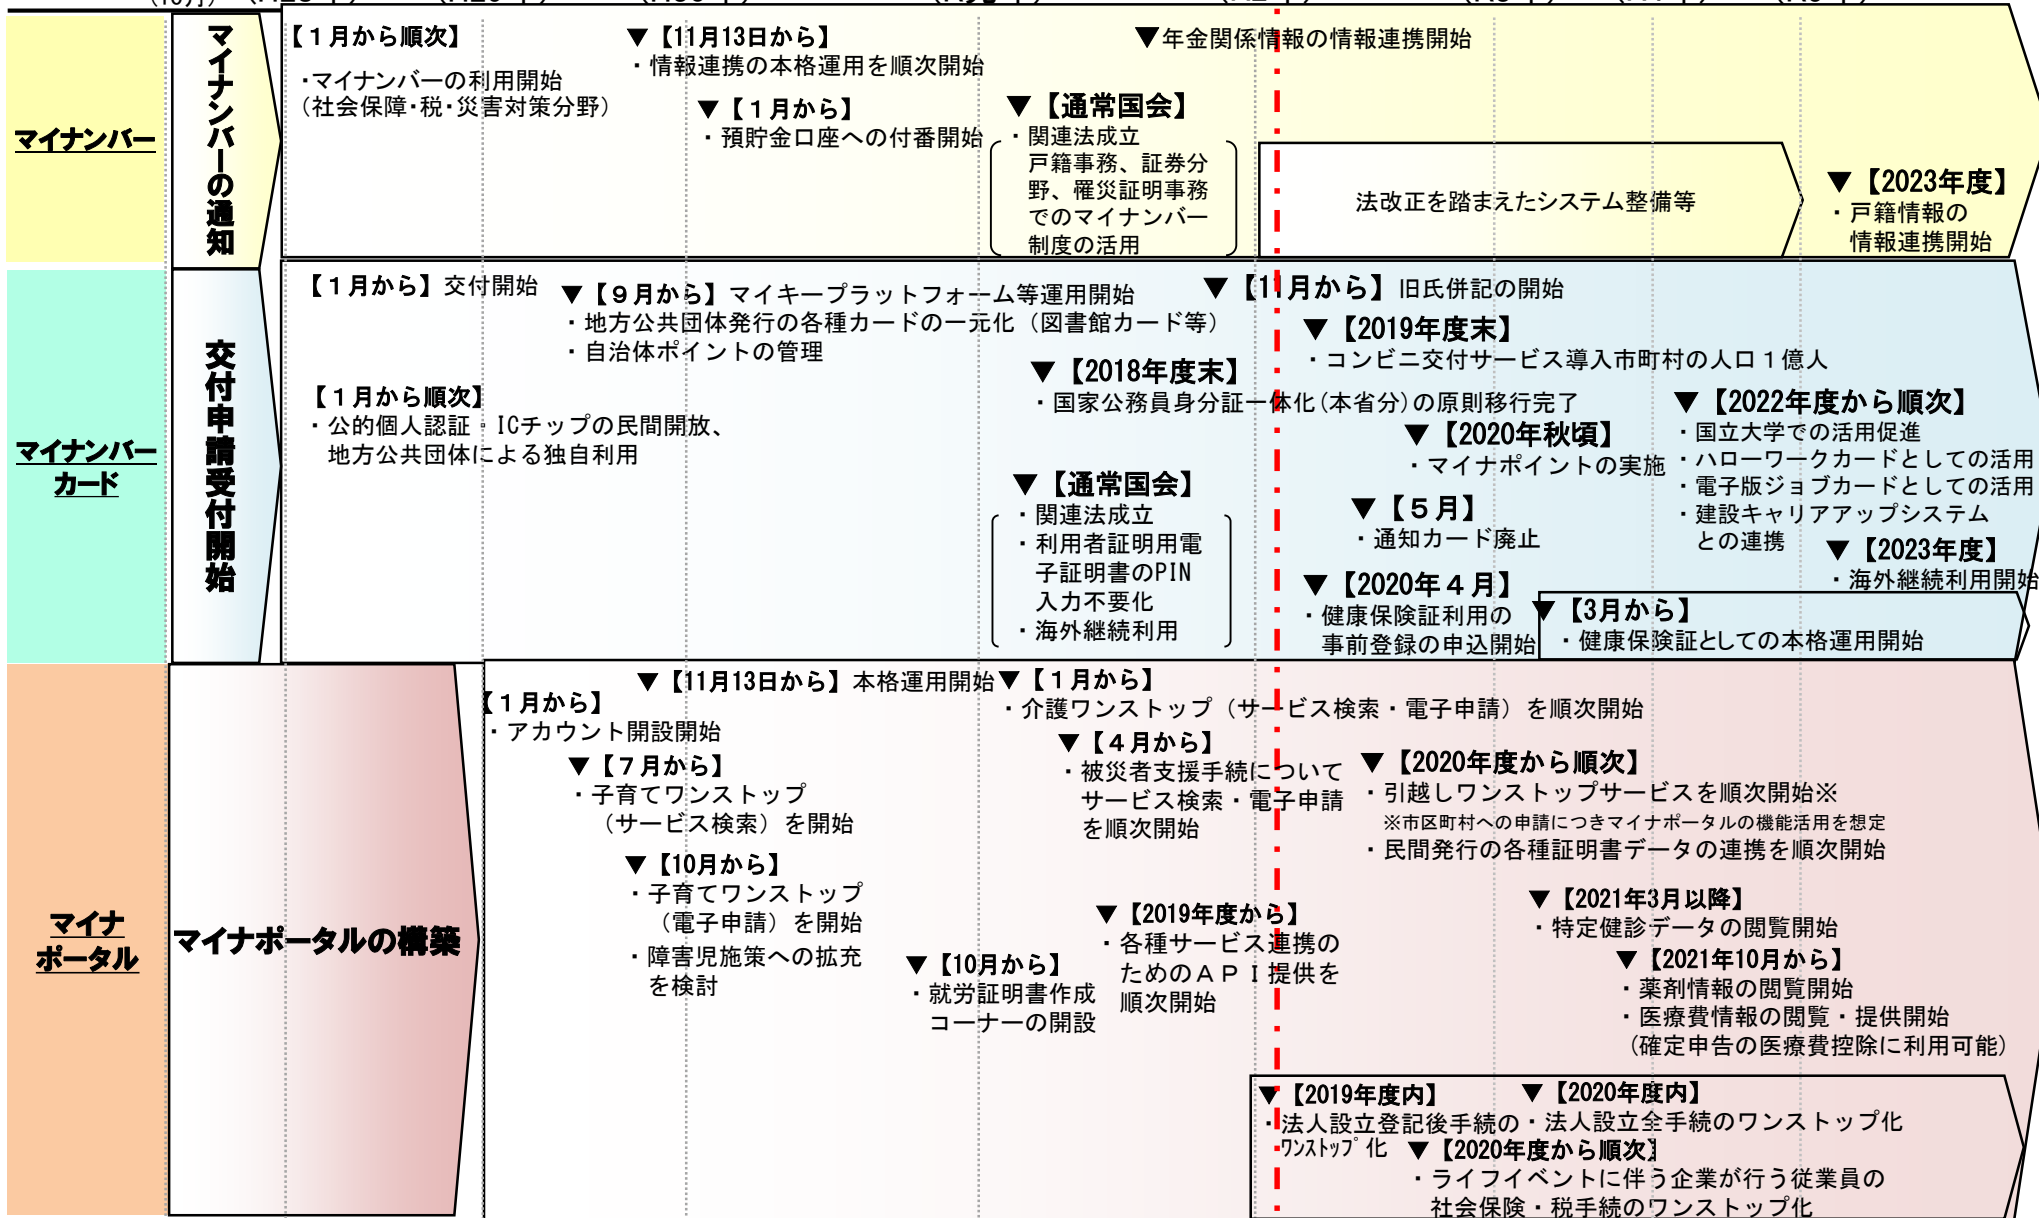 マイナンバー
マイナンバーの通知
【１月から順次】
・マイナンバーの利用開始
（社会保障・税・災害対策分野）
▼【11月13日から】
・情報連携の本格運用を順次開始
▼【１月から】
・預貯金口座への付番開始
▼年金関係情報の情報連携開始
▼【通常国会】
・関連法成立
戸籍事務、証券分
野、罹災証明事務
でのマイナンバー
制度の活用
法改正を踏まえたシステム整備等
▼【2023年度】
・戸籍情報の
情報連携開始
マイナンバー
カード
交付申請受付開始
【１月から】交付開始
▼【９月から】マイキープラットフォーム等運用開始
・地方公共団体発行の各種カードの一元化（図書館カード等）
・自治体ポイントの管理
【１月から順次】
・公的個人認証・ICチップの民間開放、
地方公共団体による独自利用
▼【11月から】旧氏併記の開始
▼【2019年度末】
・コンビニ交付サービス導入市町村の人口１億人
▼【2018年度末】
・国家公務員身分証一体化(本省分)の原則移行完了
▼【2022年度から順次】
・国立大学での活用促進
・ハローワークカードとしての活用
・電子版ジョブカードとしての活用
・建設キャリアアップシステム
との連携
▼【2020年秋頃】
・マイナポイントの実施
▼【通常国会】
・関連法成立
・利用者証明用電
子証明書のPIN
入力不要化
・海外継続利用
▼【５月】
・通知カード廃止
▼【2023年度】
・海外継続利用開始
▼【2020年４月】
・健康保険証利用の
事前登録の申込開始
▼【3月から】
・健康保険証としての本格運用開始
マイナ
ポータル
マイナポータルの構築
【１月から】
・アカウント開設開始
▼【11月13日から】本格運用開始
▼【７月から】
・子育てワンストップ
（サービス検索）を開始
▼【10月から】
・子育てワンストップ
（電子申請）を開始
・障害児施策への拡充
を検討
▼【１月から】
・介護ワンストップ（サービス検索・電子申請）を順次開始
▼【４月から】
・被災者支援手続について
サービス検索・電子申請
を順次開始
▼【2020年度から順次】
・引越しワンストップサービスを順次開始※
※市区町村への申請につきマイナポータルの機能活用を想定
・民間発行の各種証明書データの連携を順次開始
▼【2019年度から】
・各種サービス連携の
ためのＡＰＩ提供を
順次開始
▼【10月から】
・就労証明書作成
コーナーの開設
▼【2021年3月以降】
・特定健診データの閲覧開始
▼【2021年10月から】
・薬剤情報の閲覧開始
・医療費情報の閲覧・提供開始
（確定申告の医療費控除に利用可能）
▼【2019年度内】
・法人設立登記後手続の
ﾜﾝｽﾄｯﾌﾟ化
▼【2020年度内】
・法人設立全手続のワンストップ化
▼【2020年度から順次】
・ライフイベントに伴う企業が行う従業員の
社会保険・税手続のワンストップ化